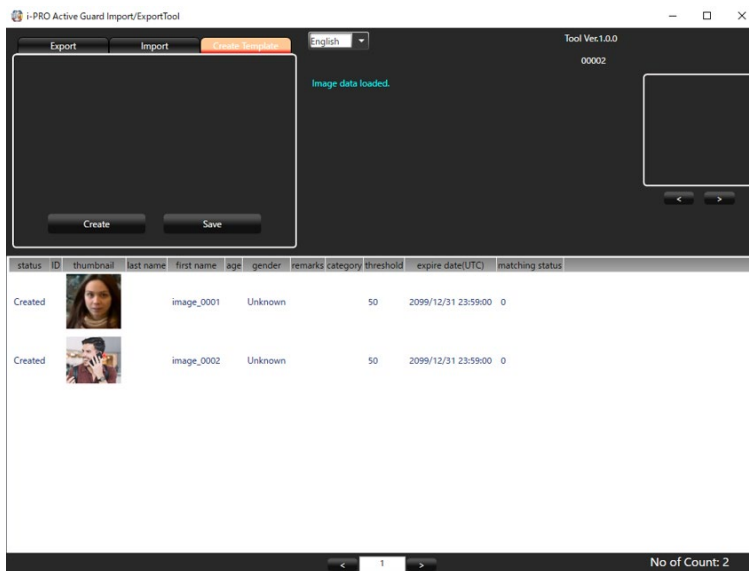 i-PRO Active Guard Import/ExportTool
Export Import Create Template English Tool Ver.1.0.0
00002
Image data loaded.
< >
Create Save
status ID thumbnail last name first name age gender remarks category threshold expire date(UTC) matching status
Created image_0001 Unknown 50 2099/12/31 23:59:00 0
Created image_0002 Unknown 50 2099/12/31 23:59:00 0
< 1 > No of Count: 2